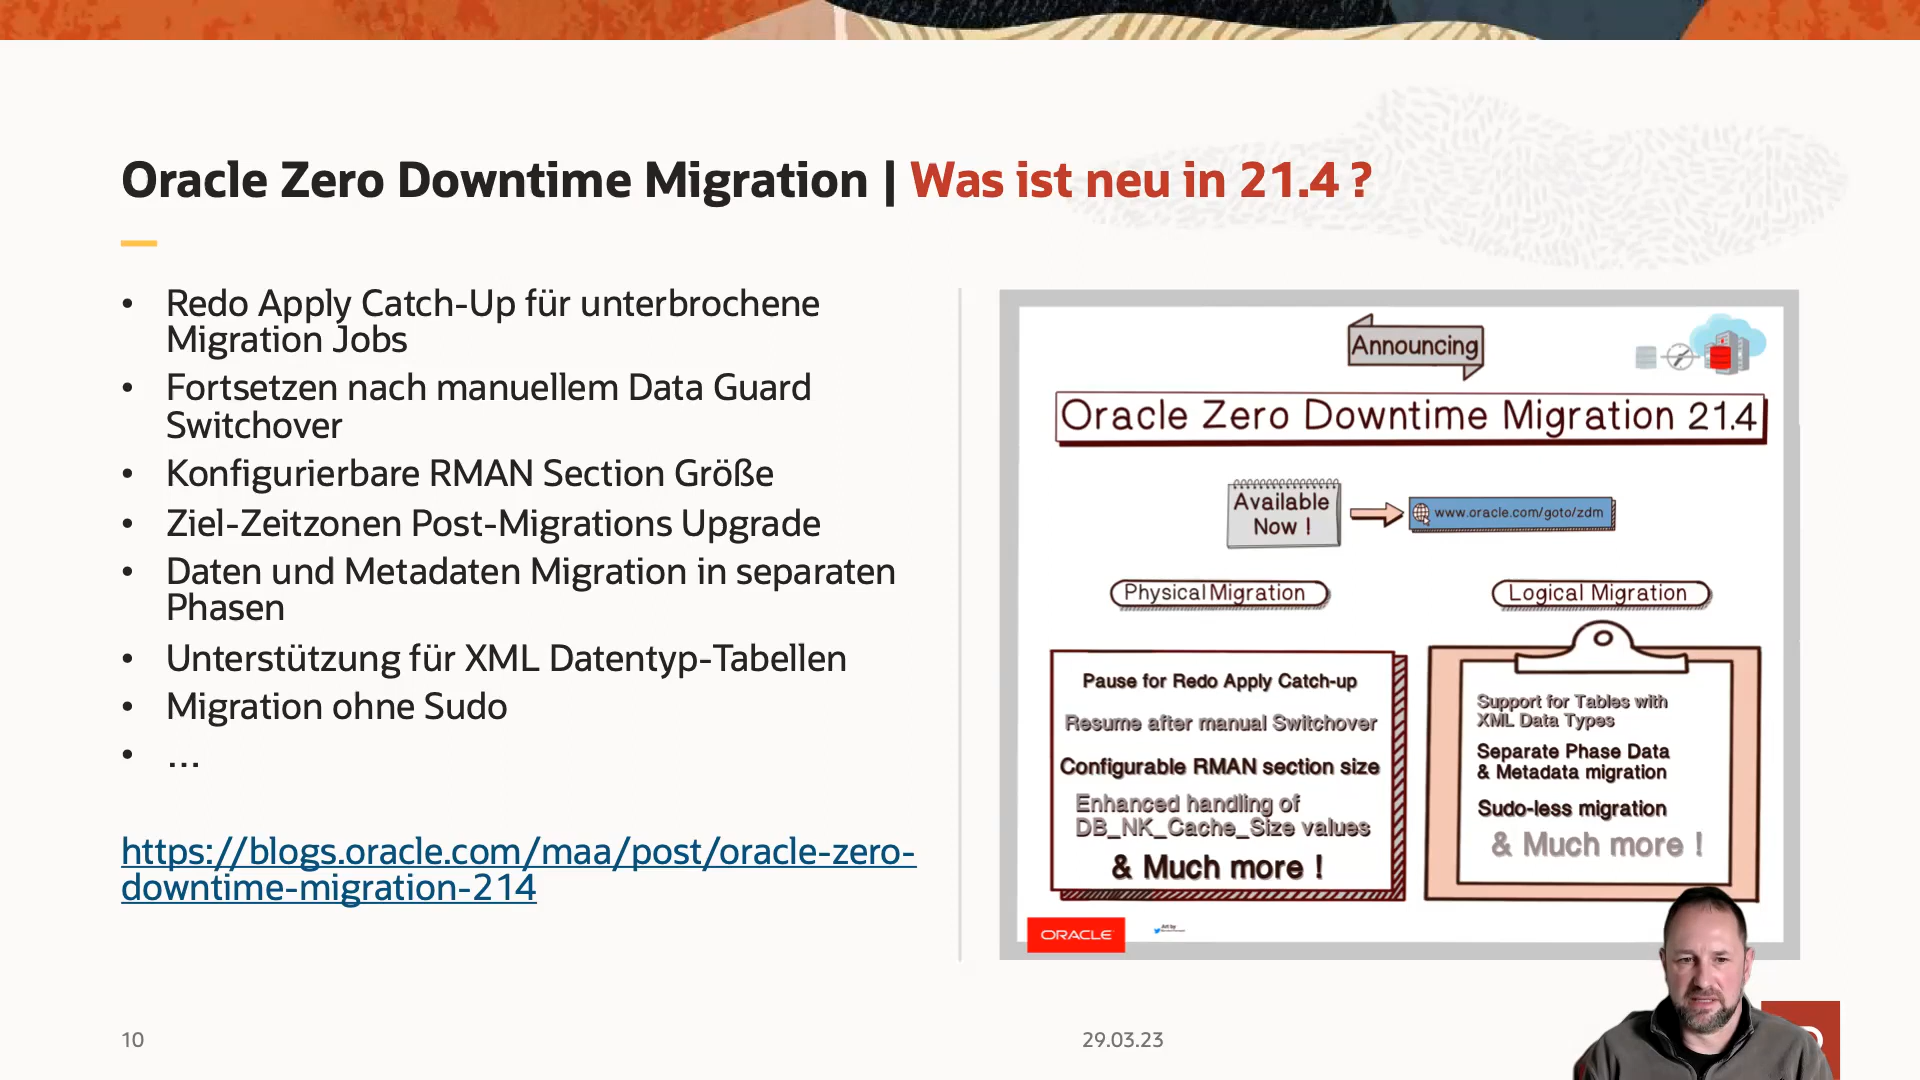 Oracle Zero Downtime Migration | Was ist neu in 21.4 ?
• Redo Apply Catch-Up für unterbrochene
Migration Jobs
• Fortsetzen nach manuellem Data Guard
Switchover
• Konfigurierbare RMAN Section Größe
• Ziel-Zeitzonen Post-Migrations Upgrade
• Daten und Metadaten Migration in separaten
Phasen
• Unterstützung für XML Datentyp-Tabellen
• Migration ohne Sudo
• ...
https://blogs.oracle.com/maa/post/oracle-zero-
downtime-migration-214
Announcing
Oracle Zero Downtime Migration 21.4
Available
Now !
www.oracle.com/goto/zdm
Physical Migration
Pause for Redo Apply Catch-up
Resume after manual Switchover
Configurable RMAN section size
Enhanced handling of
DB_NK_Cache_Size values
& Much more !
Logical Migration
Support for Tables with
XML Data Types
Separate Phase Data
& Metadata migration
Sudo-less migration
& Much more !
ORACLE
Art by
10
29.03.23